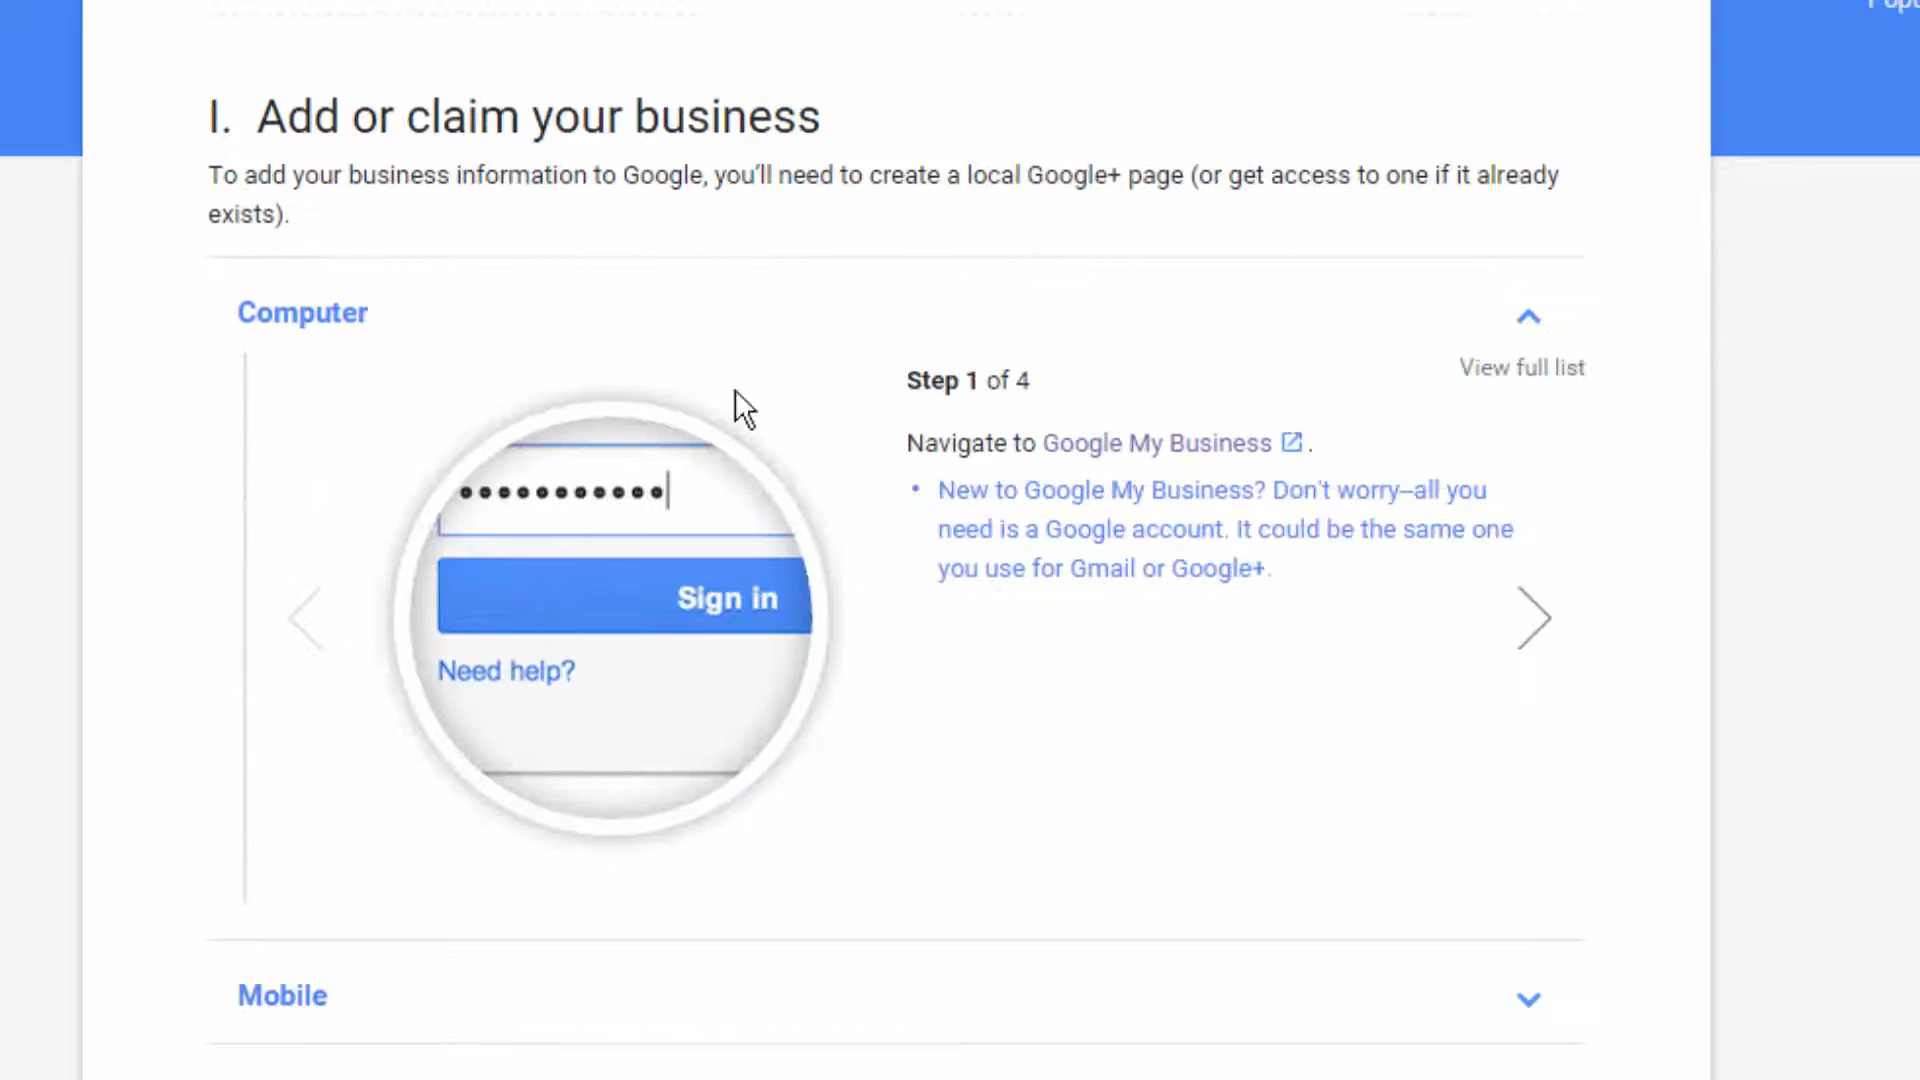 I. Add or claim your business
To add your business information to Google, you'll need to create a local Google+ page (or get access to one if it already
exists).
Computer
View full list
Step 1 of 4
Navigate to Google My Business .
• New to Google My Business? Don't worry–all you
need is a Google account. It could be the same one
you use for Gmail or Google+.
Sign in
Need help?
Mobile